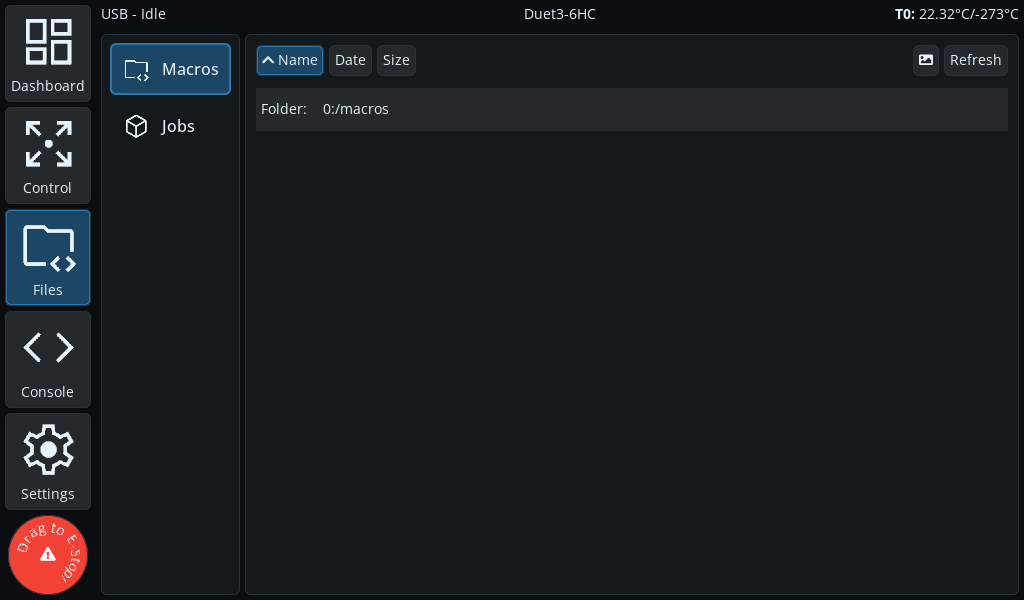 USB - Idle
Duet3-6HC
T0: 22.32°C/-273°C
Dashboard
Control
Files
Console
Settings
Drag to E-Stop!
Macros
Jobs
Name
Date
Size
Refresh
Folder: 0:/macros